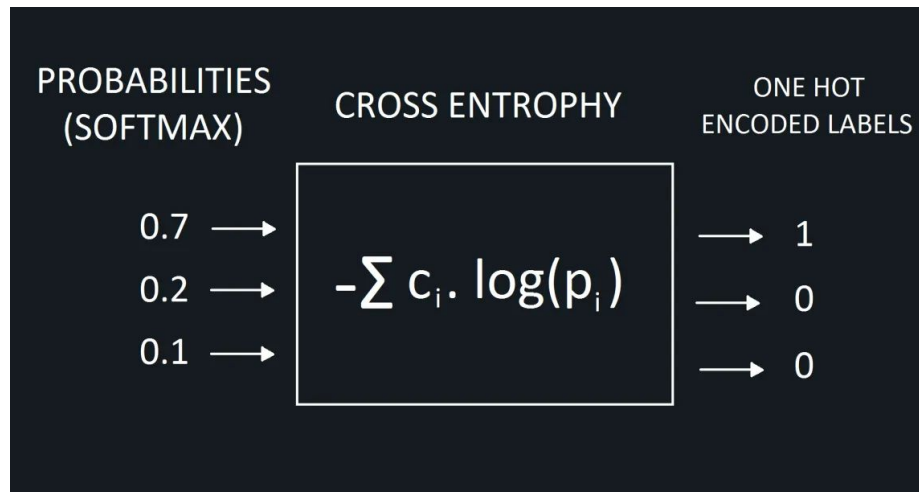 PROBABILITIES
(SOFTMAX)
CROSS ENTROPHY
ONE HOT
ENCODED LABELS
0.7
0.2
0.1
-∑ cᵢ. log(pᵢ)
1
0
0